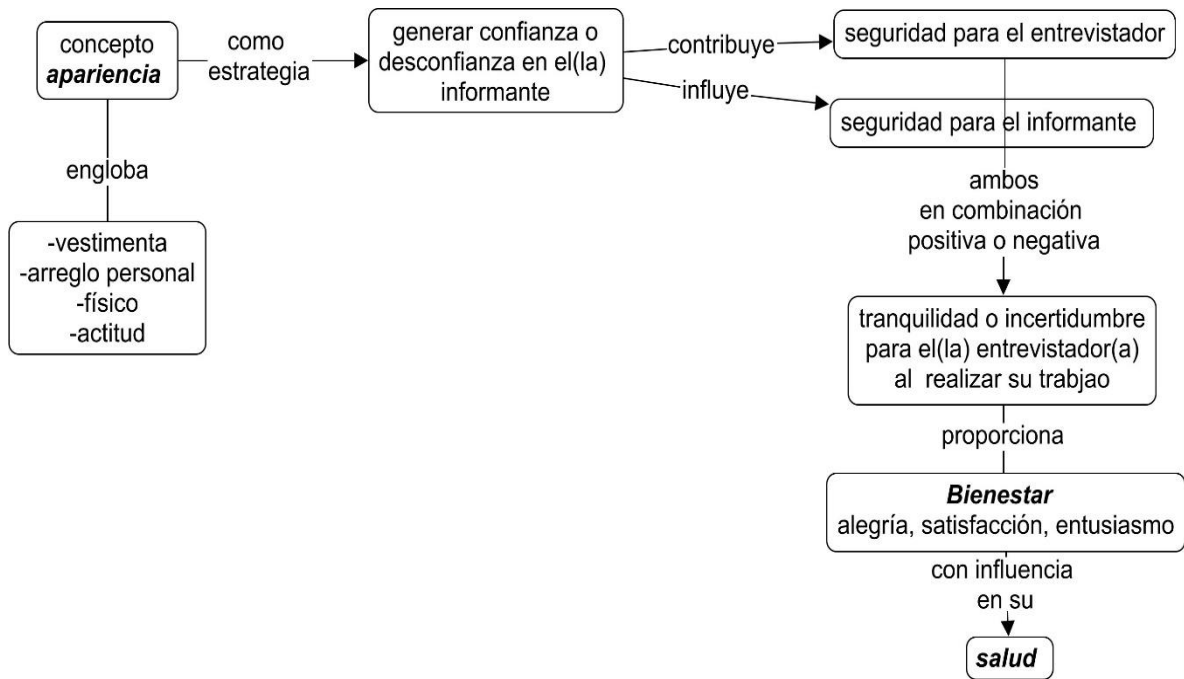 concepto
apariencia
como
estrategia
generar confianza o
desconfianza en el(la)
informante
contribuye
influye
seguridad para el entrevistador
seguridad para el informante
engloba
-vestimenta
-arreglo personal
-físico
-actitud
ambos
en combinación
positiva o negativa
tranquilidad o incertidumbre
para el(la) entrevistador(a)
al realizar su trabjao
proporciona
Bienestar
alegría, satisfacción, entusiasmo
con influencia
en su
salud